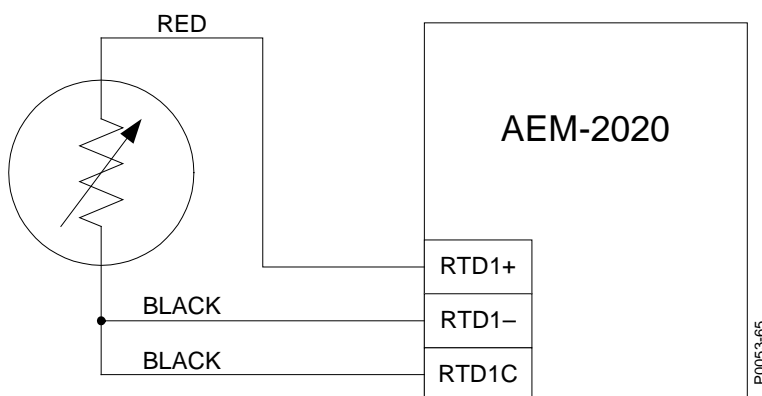 RED
AEM-2020
RTD1+
BLACK
RTD1–
BLACK
RTD1C
P0053-65